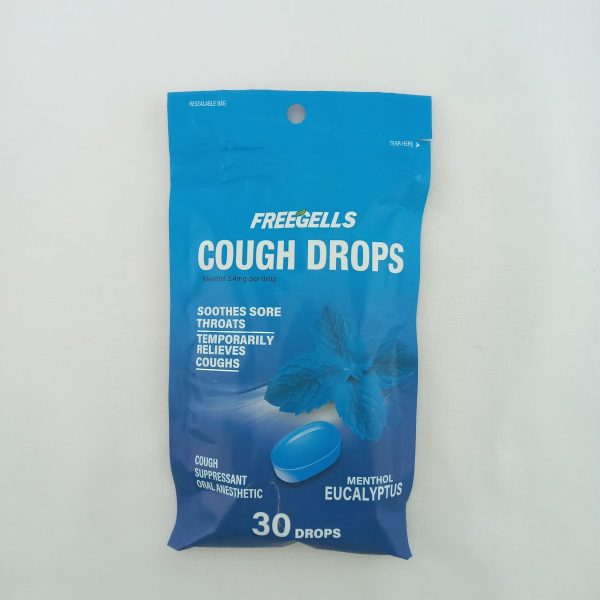 RESEALABLE BAG
TEAR HERE
FREEGELLS
COUGH DROPS
Menthol 5.4mg per drop
SOOTHES SORE
THROATS
TEMPORARILY
RELIEVES
COUGHS
COUGH
SUPPRESSANT
ORAL ANESTHETIC
MENTHOL
EUCALYPTUS
30 DROPS